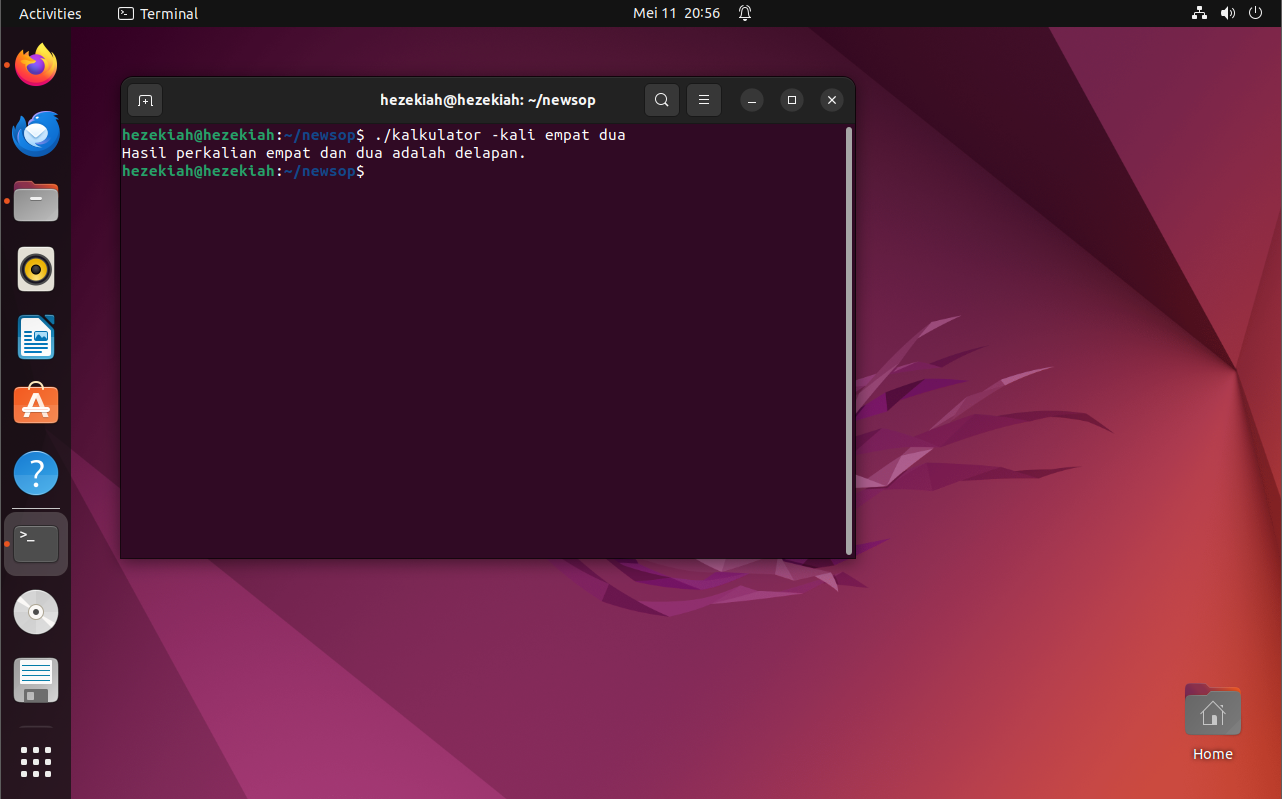 Activities
Terminal
Mei 11 20:56
hezekiah@hezekiah: ~/newsop
hezekiah@hezekiah:~/newsop$ ./kalkulator -kali empat dua
Hasil perkalian empat dan dua adalah delapan.
hezekiah@hezekiah:~/newsop$
Home